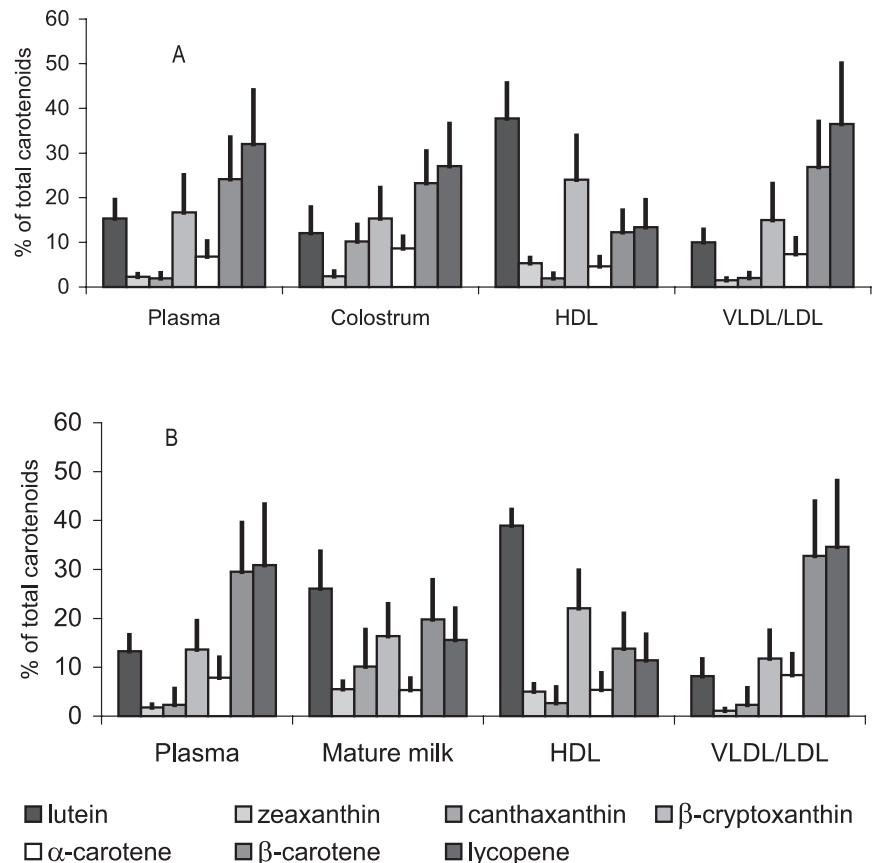 A
% of total carotenoids
60
50
40
30
20
10
0
Plasma Colostrum HDL VLDL/LDL
B
% of total carotenoids
60
50
40
30
20
10
0
Plasma Mature milk HDL VLDL/LDL
lutein zeaxanthin canthaxanthin β-cryptoxanthin
α-carotene β-carotene lycopene